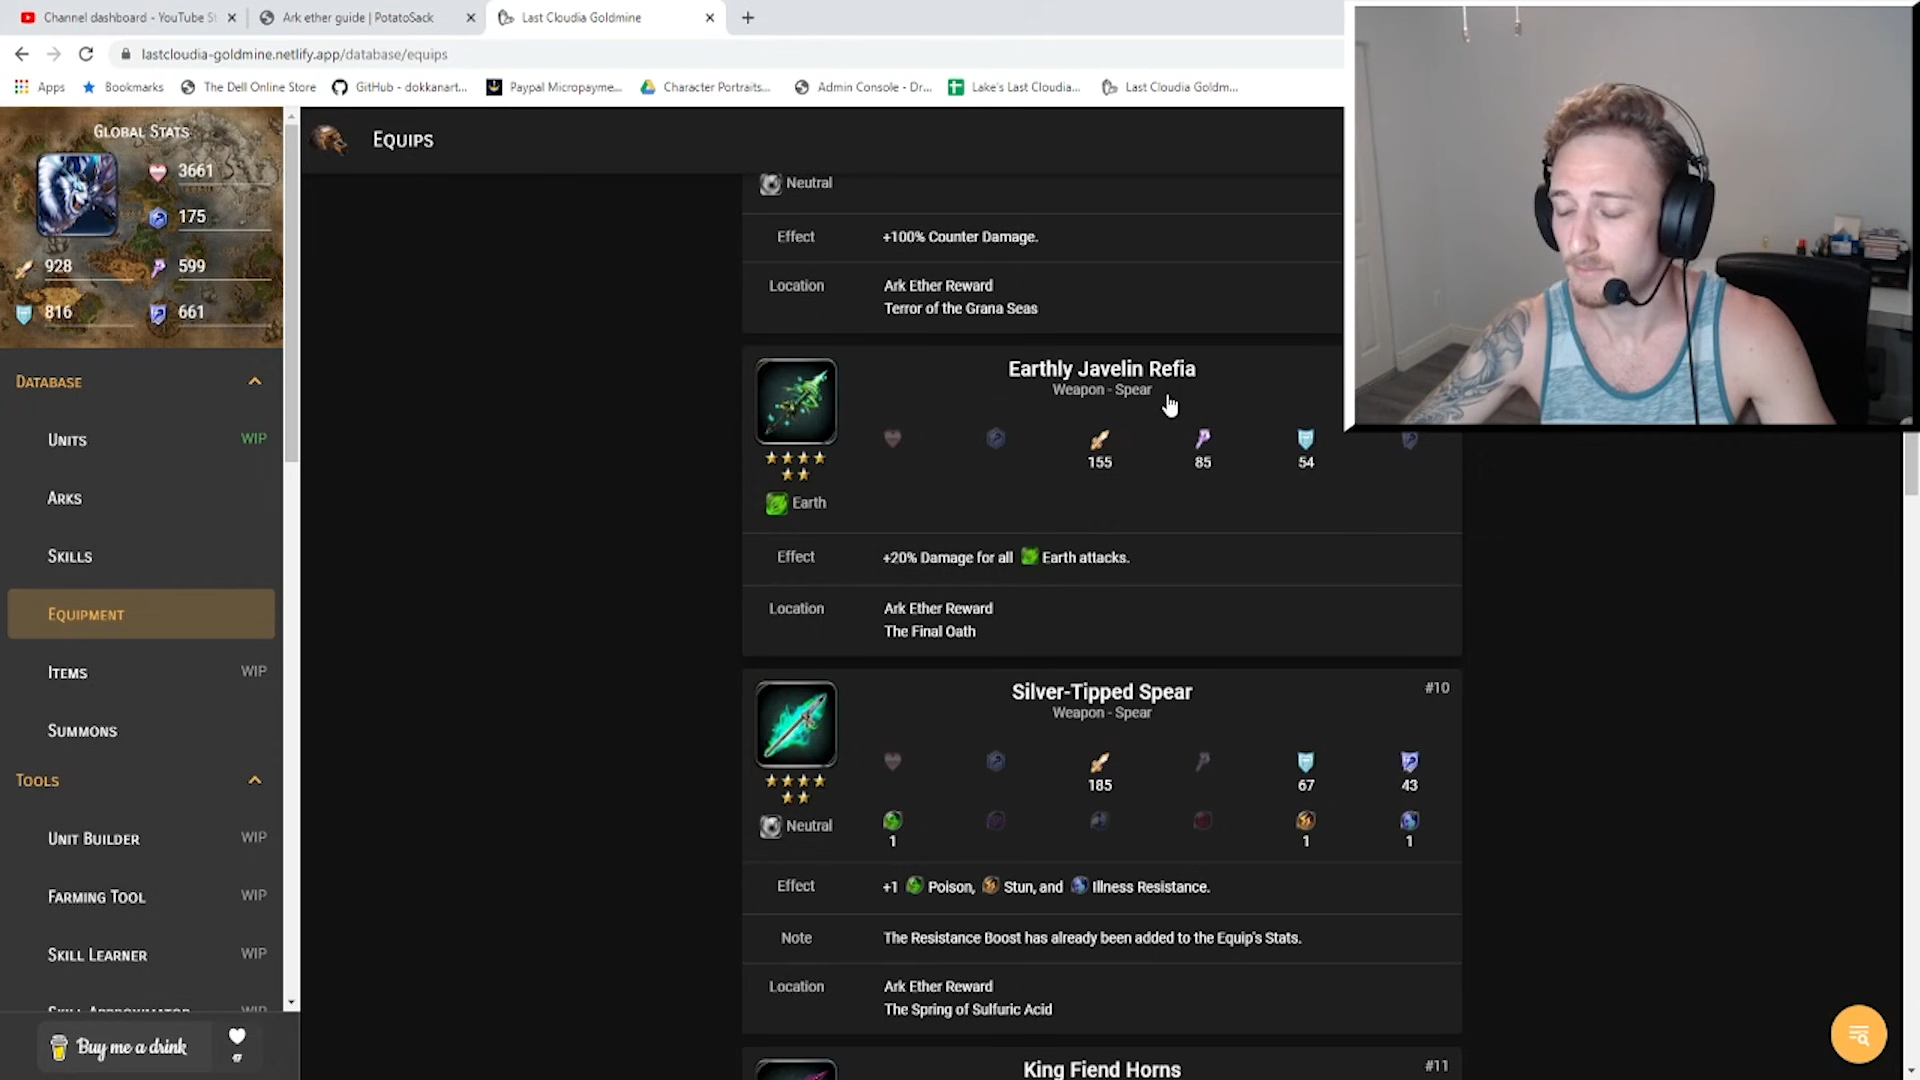 Channel dashboard - YouTube St
Ark ether guide | PotatoSack
Last Cloudia Goldmine
lastcloudia-goldmine.netlify.app/database/equips
Apps
Bookmarks
The Dell Online Store
GitHub - dokkanart...
Paypal Micropayme...
Character Portraits...
Admin Console - Dr...
Lake's Last Cloudia...
Last Cloudia Goldm...
Global Stats
3661
175
928
599
816
661
Database
Units WIP
Arks
Skills
Equipment
Items WIP
Summons
Tools
Unit Builder WIP
Farming Tool WIP
Skill Learner WIP
Skill Approximator WIP
Buy me a drink
Equips
Neutral
Effect +100% Counter Damage.
Location Ark Ether Reward
Terror of the Grana Seas
Earthly Javelin Refia
Weapon - Spear
155 85 54
Earth
Effect +20% Damage for all Earth attacks.
Location Ark Ether Reward
The Final Oath
Silver-Tipped Spear #10
Weapon - Spear
185 67 43
Neutral
1 1 1
Effect +1 Poison, Stun, and Illness Resistance.
Note The Resistance Boost has already been added to the Equip's Stats.
Location Ark Ether Reward
The Spring of Sulfuric Acid
King Fiend Horns #11